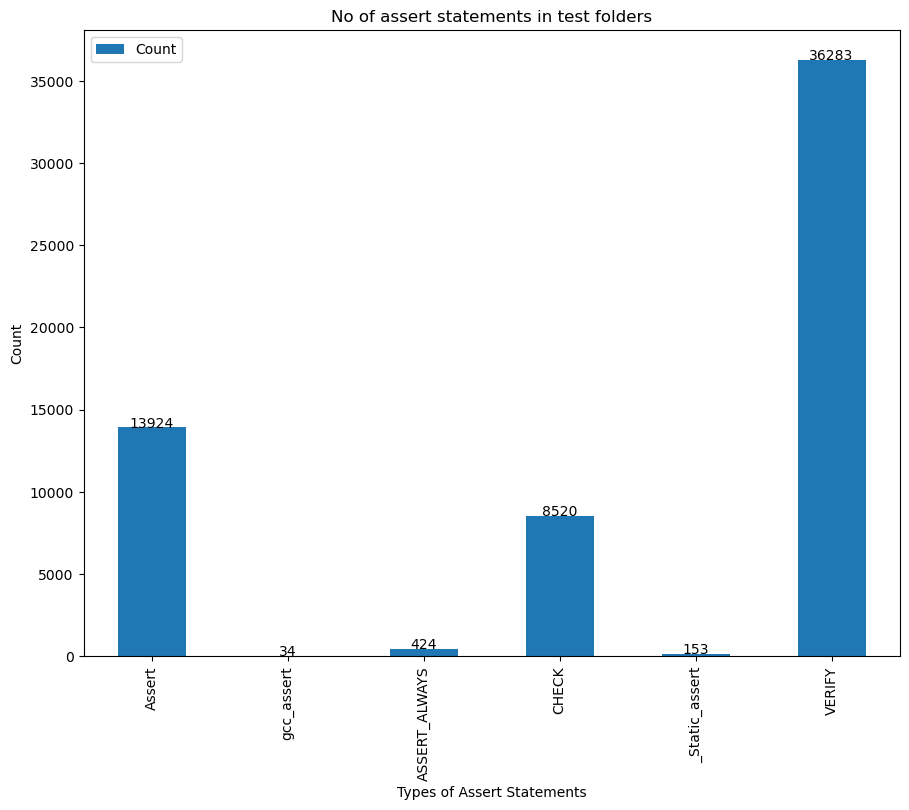 No of assert statements in test folders
Count
36283
35000
30000
25000
20000
15000
13924
10000
8520
5000
424
153
34
0
Count
Assert
gcc_assert
ASSERT_ALWAYS
CHECK
_Static_assert
VERIFY
Types of Assert Statements